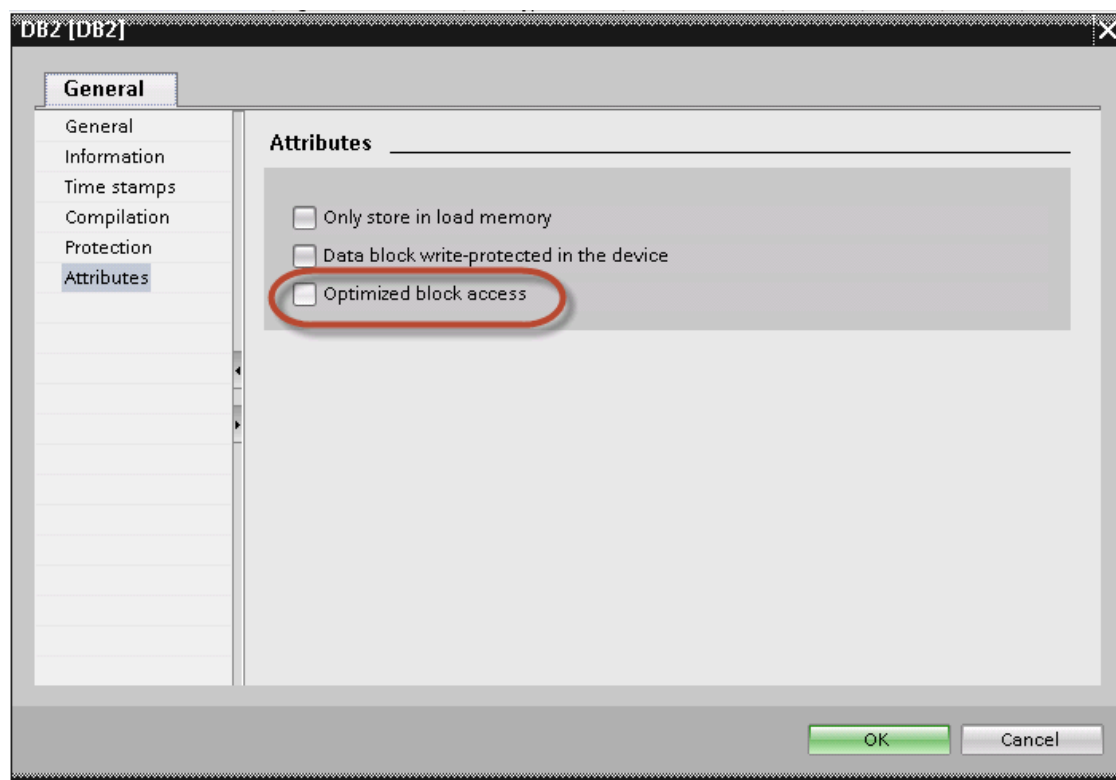 DB2 [DB2]
General
General
Information
Time stamps
Compilation
Protection
Attributes
Attributes
Only store in load memory
Data block write-protected in the device
Optimized block access
OK
Cancel